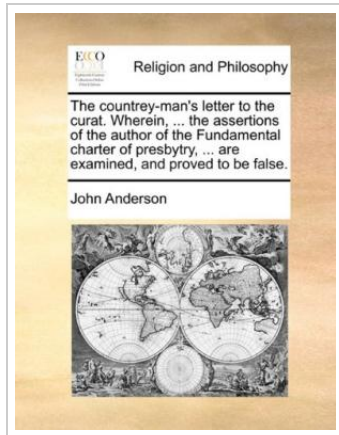 ECCO
Religion and Philosophy
The countrey-man's letter to the
curat. Wherein, ... the assertions
of the author of the Fundamental
charter of presbytry, ... are
examined, and proved to be false.
John Anderson